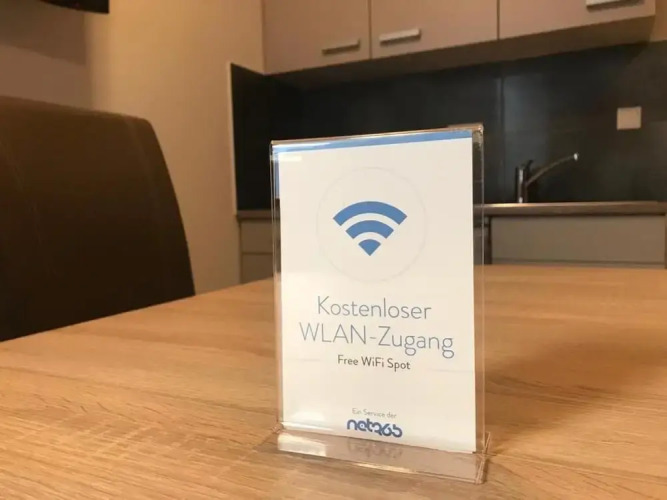 Kostenloser
WLAN-Zugang
Free WiFi Spot
Ein Service der
net365